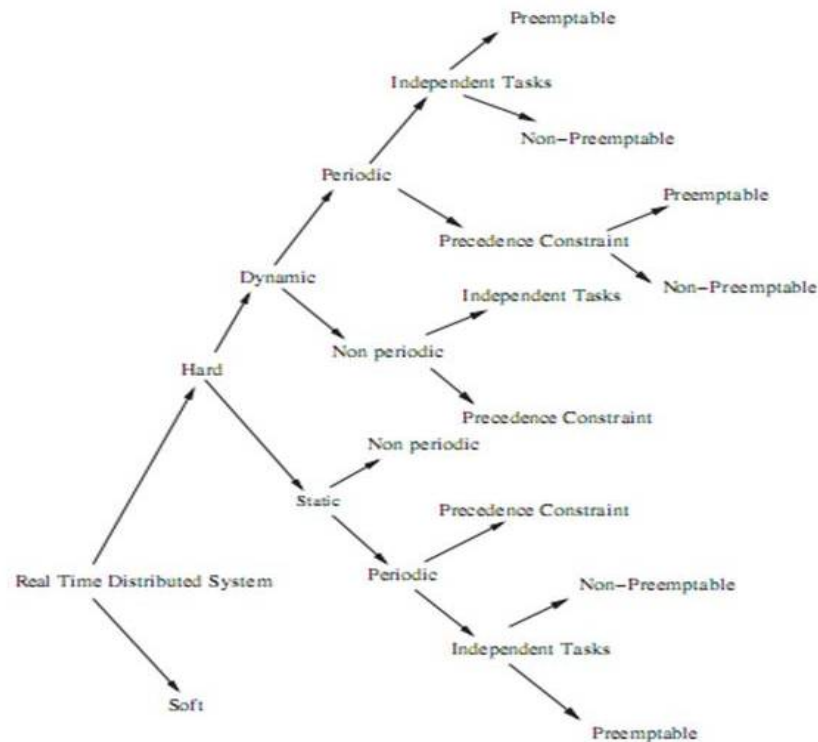 Preemptable
Independent Tasks
Non-Preemptable
Periodic
Preemptable
Precedence Constraint
Dynamic
Non-Preemptable
Independent Tasks
Non periodic
Hard
Precedence Constraint
Non periodic
Static
Precedence Constraint
Periodic
Real Time Distributed System
Non-Preemptable
Independent Tasks
Soft
Preemptable